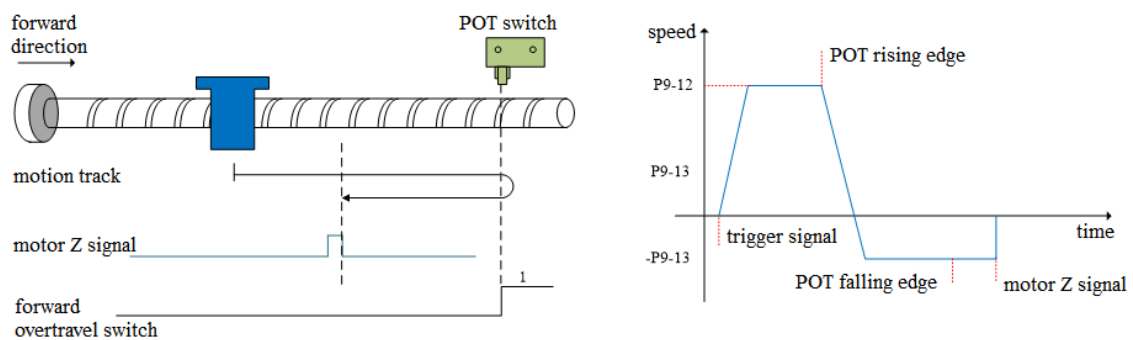 forward
direction
POT switch
motion track
motor Z signal
1
forward
overtravel switch
speed
POT rising edge
P9-12
P9-13
trigger signal
time
-P9-13
POT falling edge
motor Z signal